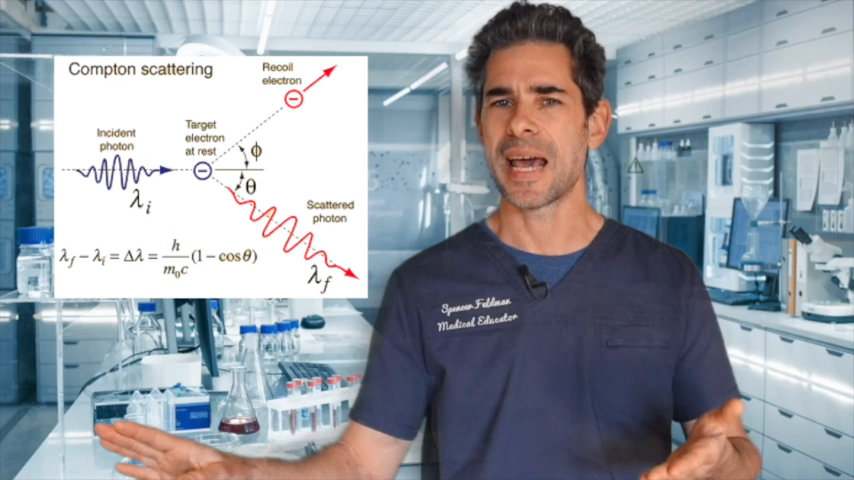 Compton scattering
Recoil
electron
Incident
photon
Target
electron
at rest
ϕ
θ
λi
Scattered
photon
λf
λf − λi = Δλ = h/m₀c (1 − cosθ)
Spencer Feldman
Medical Educator